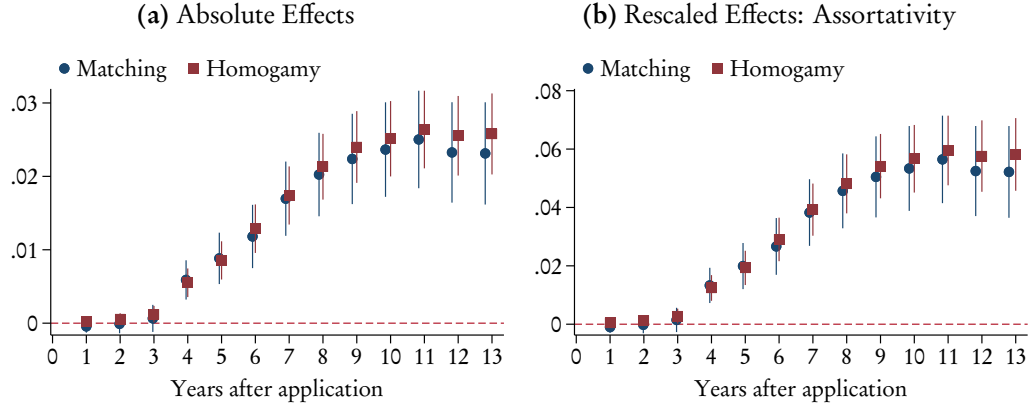 (a) Absolute Effects
Matching Homogamy
.03
.02
.01
0
0 1 2 3 4 5 6 7 8 9 10 11 12 13
Years after application
(b) Rescaled Effects: Assortativity
Matching Homogamy
.08
.06
.04
.02
0
0 1 2 3 4 5 6 7 8 9 10 11 12 13
Years after application